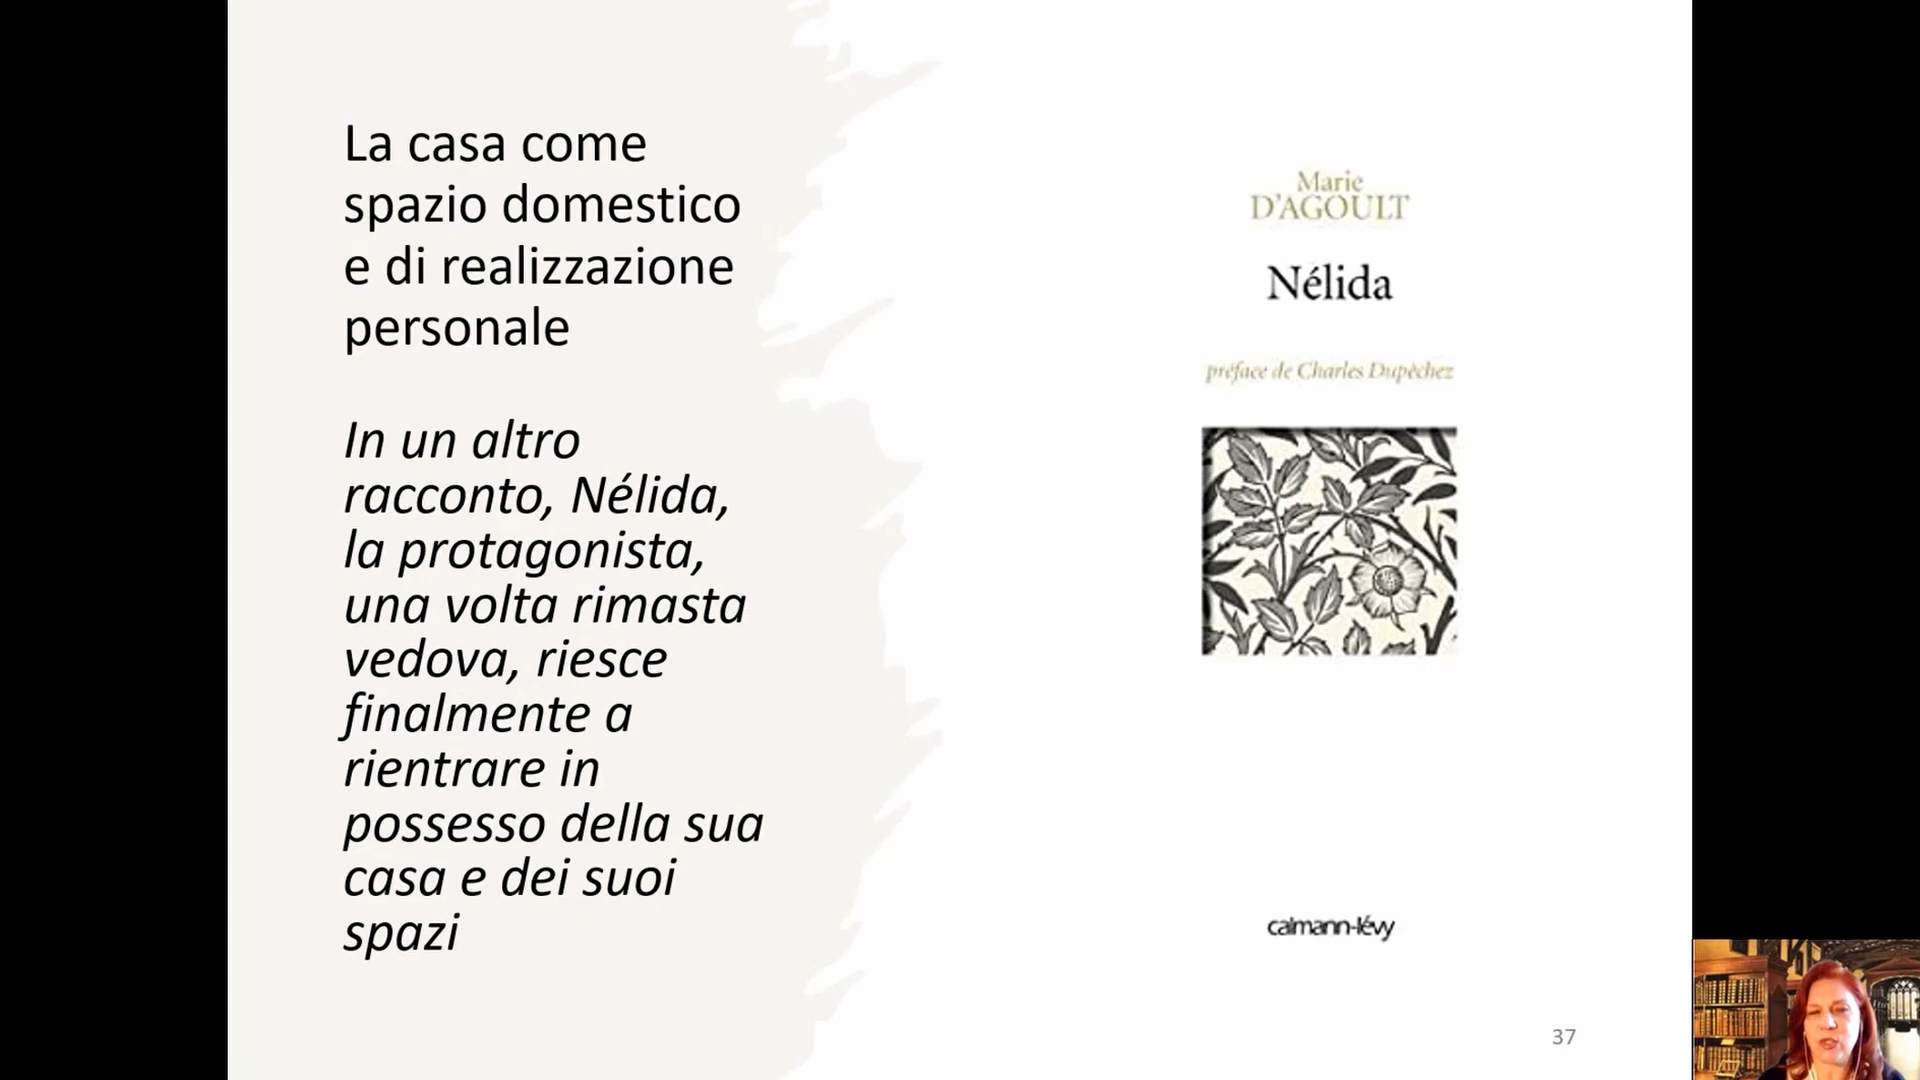 La casa come
spazio domestico
e di realizzazione
personale
In un altro
racconto, Nélida,
la protagonista,
una volta rimasta
vedova, riesce
finalmente a
rientrare in
possesso della sua
casa e dei suoi
spazi
Marie
D'AGOULT
Nélida
préface de Charles Dupêchez
calmann-lévy
37